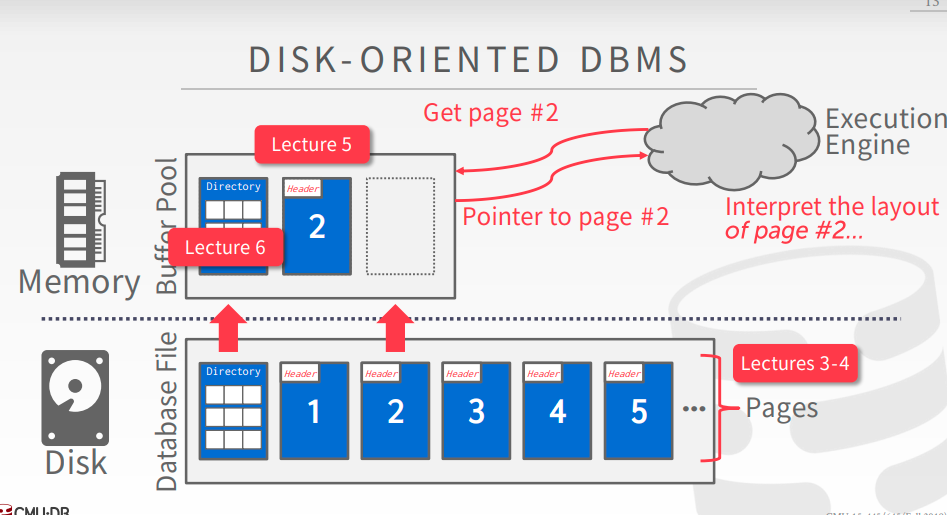 13
DISK-ORIENTED DBMS
Get page #2
Execution
Engine
Lecture 5
Buffer Pool
Directory
Header
2
Lecture 6
Pointer to page #2
Interpret the layout
of page #2...
Memory
Database File
Directory
Header
1
Header
2
Header
3
Header
4
Header
5
...
Lectures 3-4
Pages
Disk
CMU·DB